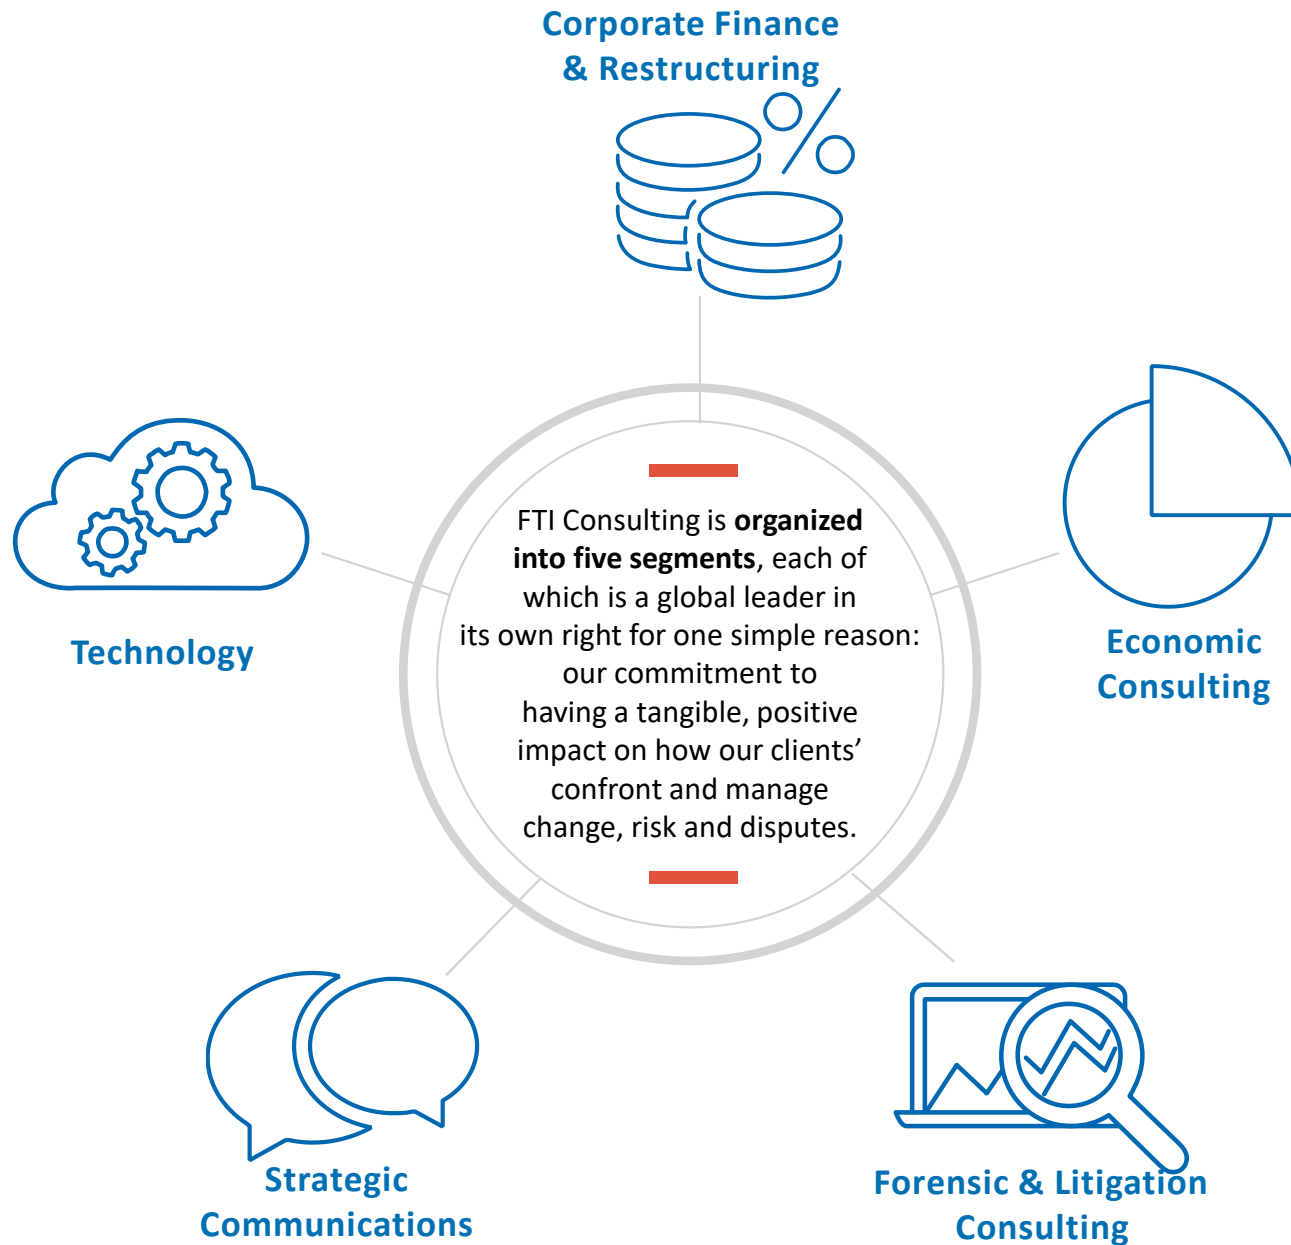 Corporate Finance
& Restructuring
FTI Consulting is organized
into five segments, each of
which is a global leader in
its own right for one simple reason:
our commitment to
having a tangible, positive
impact on how our clients’
confront and manage
change, risk and disputes.
Technology
Economic
Consulting
Strategic
Communications
Forensic & Litigation
Consulting